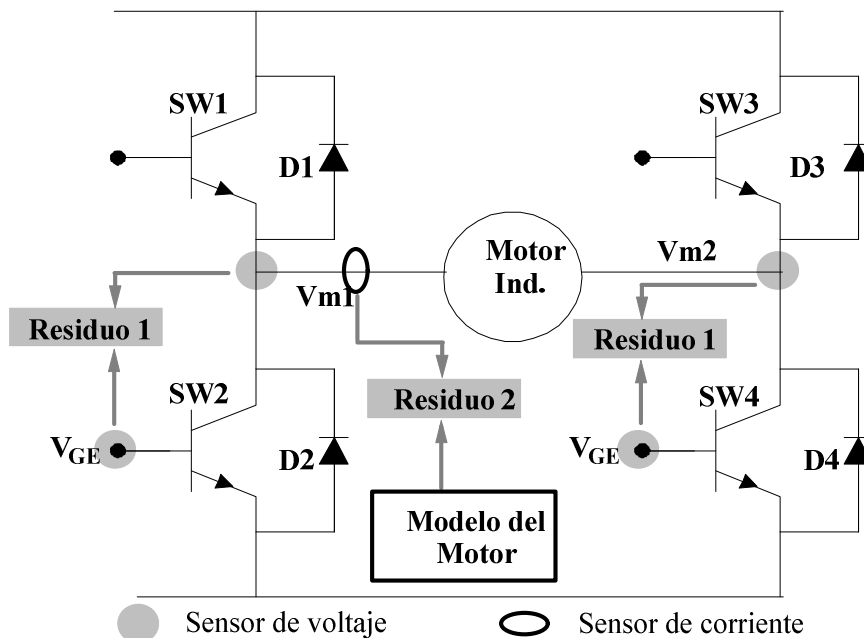 SW1
SW3
D1
D3
Motor
Ind.
Vm2
Vm1
Residuo 1
Residuo 1
SW2
Residuo 2
SW4
VGE
D2
VGE
D4
Modelo del
Motor
Sensor de voltaje
Sensor de corriente